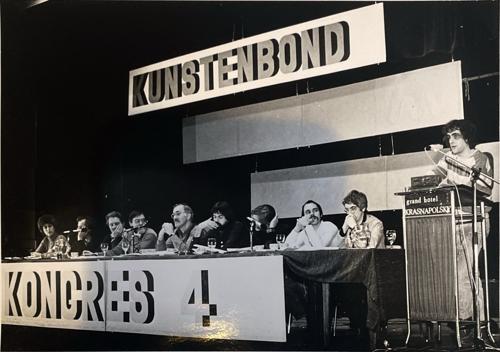 KUNSTENBOND
grand hotel
KRASNAPOLSKY
KONGRES 4